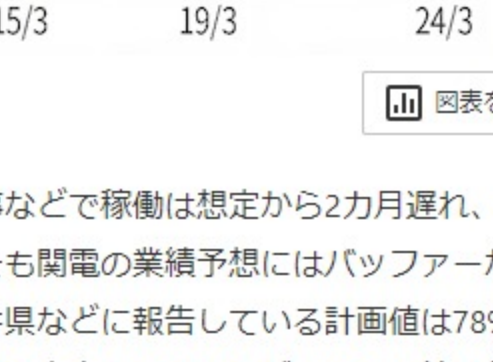 15/3 19/3 24/3
図表を
などで稼働は想定から2カ月遅れ、
も関電の業績予想にはバッファーが
県などに報告している計画値は789